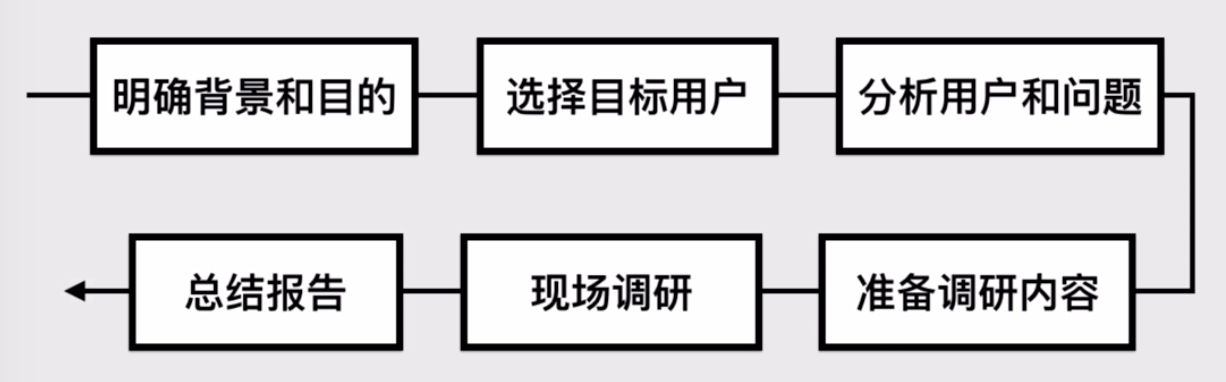 明确背景和目的
选择目标用户
分析用户和问题
准备调研内容
现场调研
总结报告